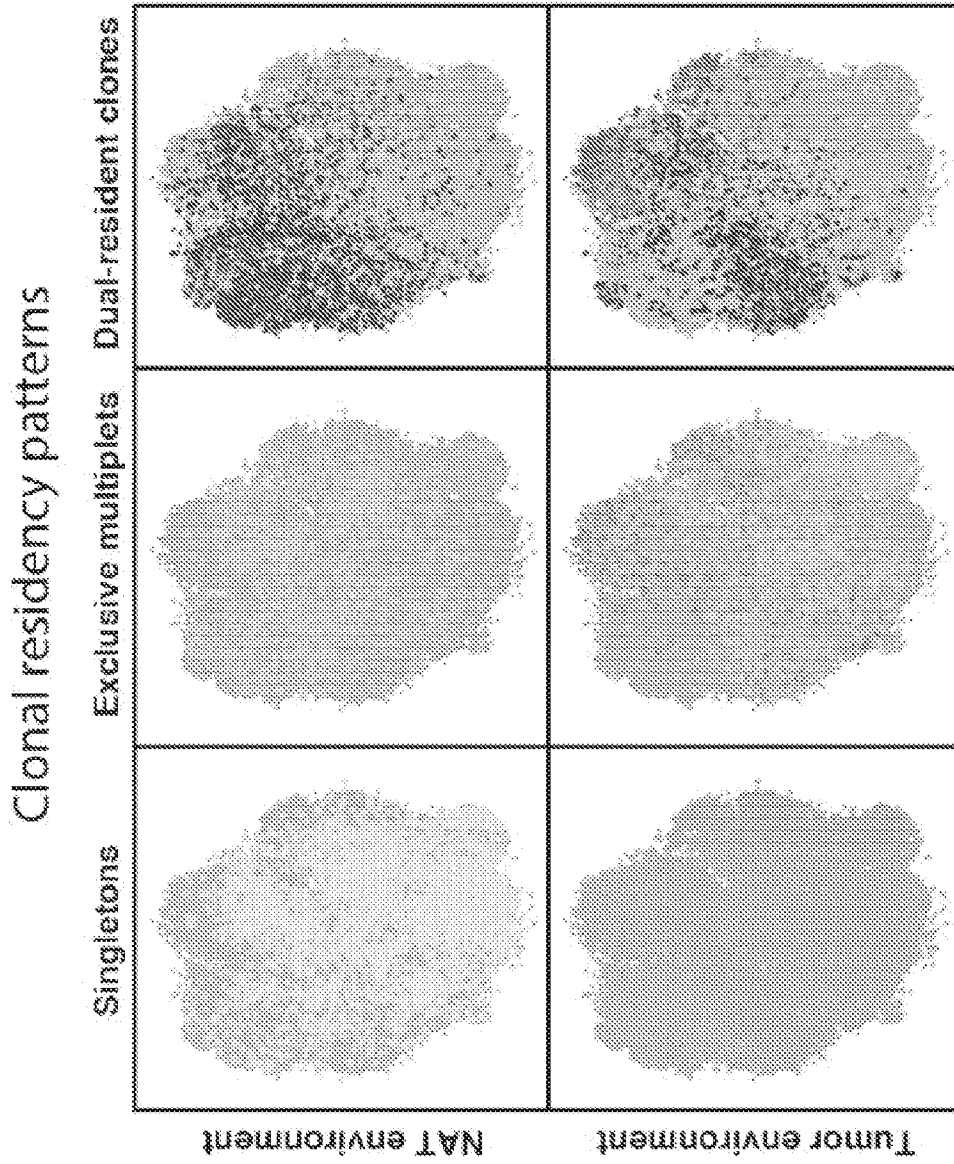 Clonal residency patterns
Singletons
Exclusive multiplets
Dual-resident clones
NAT environment
Tumor environment